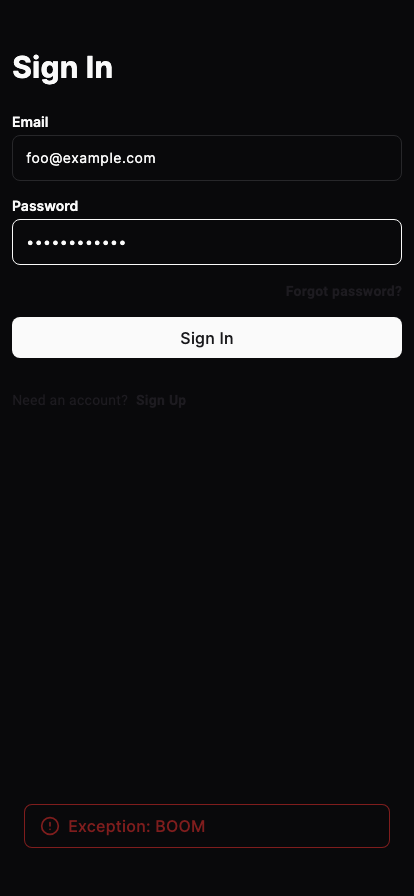 Sign In
Email
foo@example.com
Password
••••••••••••
Forgot password?
Sign In
Need an account? Sign Up
Exception: BOOM